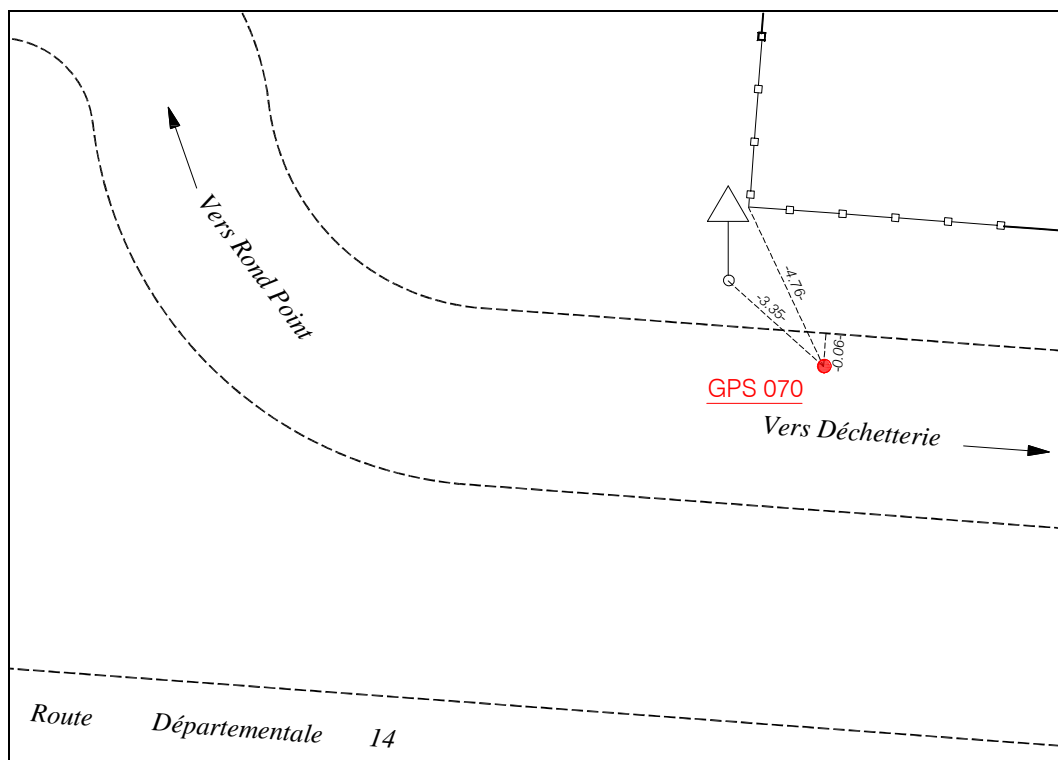 Vers Rond Point
-4.76-
-3.35-
-0.06-
GPS 070
Vers Déchetterie
Route Départementale 14